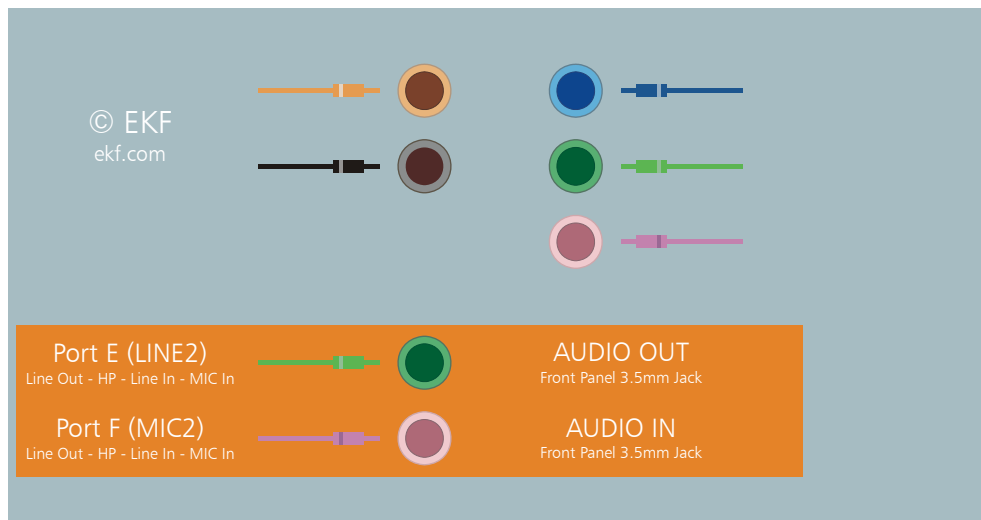 © EKF
ekf.com
Port E (LINE2)
Line Out - HP - Line In - MIC In
AUDIO OUT
Front Panel 3.5mm Jack
Port F (MIC2)
Line Out - HP - Line In - MIC In
AUDIO IN
Front Panel 3.5mm Jack